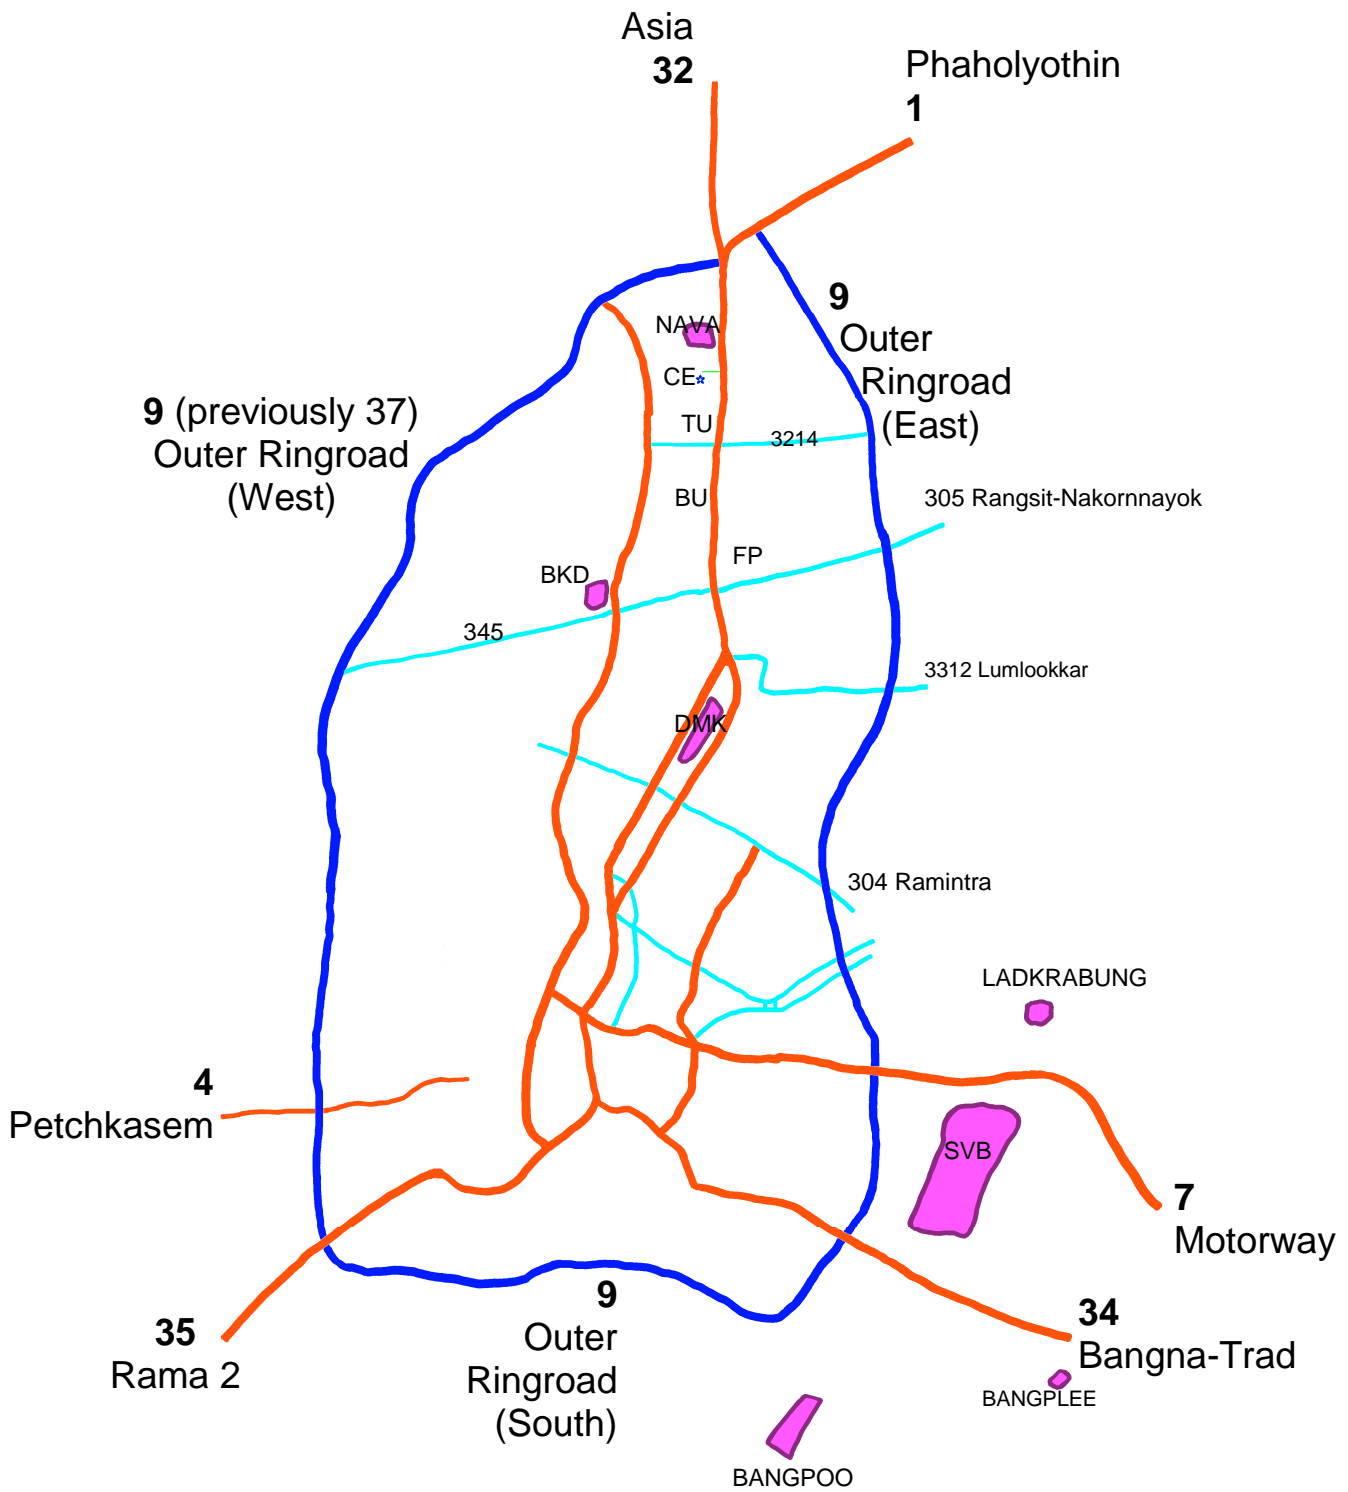 Asia
32
Phaholyothin
1
9
Outer
Ringroad
(East)
NAVA
CE
9 (previously 37)
Outer Ringroad
(West)
TU
3214
BU
305 Rangsit-Nakornnayok
FP
BKD
345
3312 Lumlookkar
DMK
304 Ramintra
LADKRABUNG
4
Petchkasem
SVB
7
Motorway
9
Outer
Ringroad
(South)
34
Bangna-Trad
35
Rama 2
BANGPLEE
BANGPOO